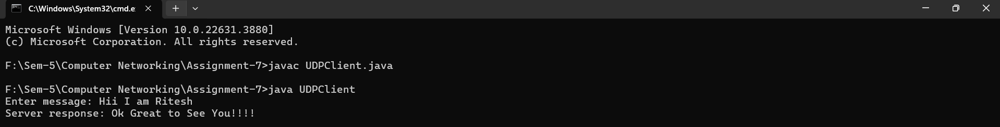 C:\Windows\System32\cmd.e
Microsoft Windows [Version 10.0.22631.3880]
(c) Microsoft Corporation. All rights reserved.
F:\Sem-5\Computer Networking\Assignment-7>javac UDPClient.java
F:\Sem-5\Computer Networking\Assignment-7>java UDPClient
Enter message: Hii I am Ritesh
Server response: Ok Great to See You!!!!